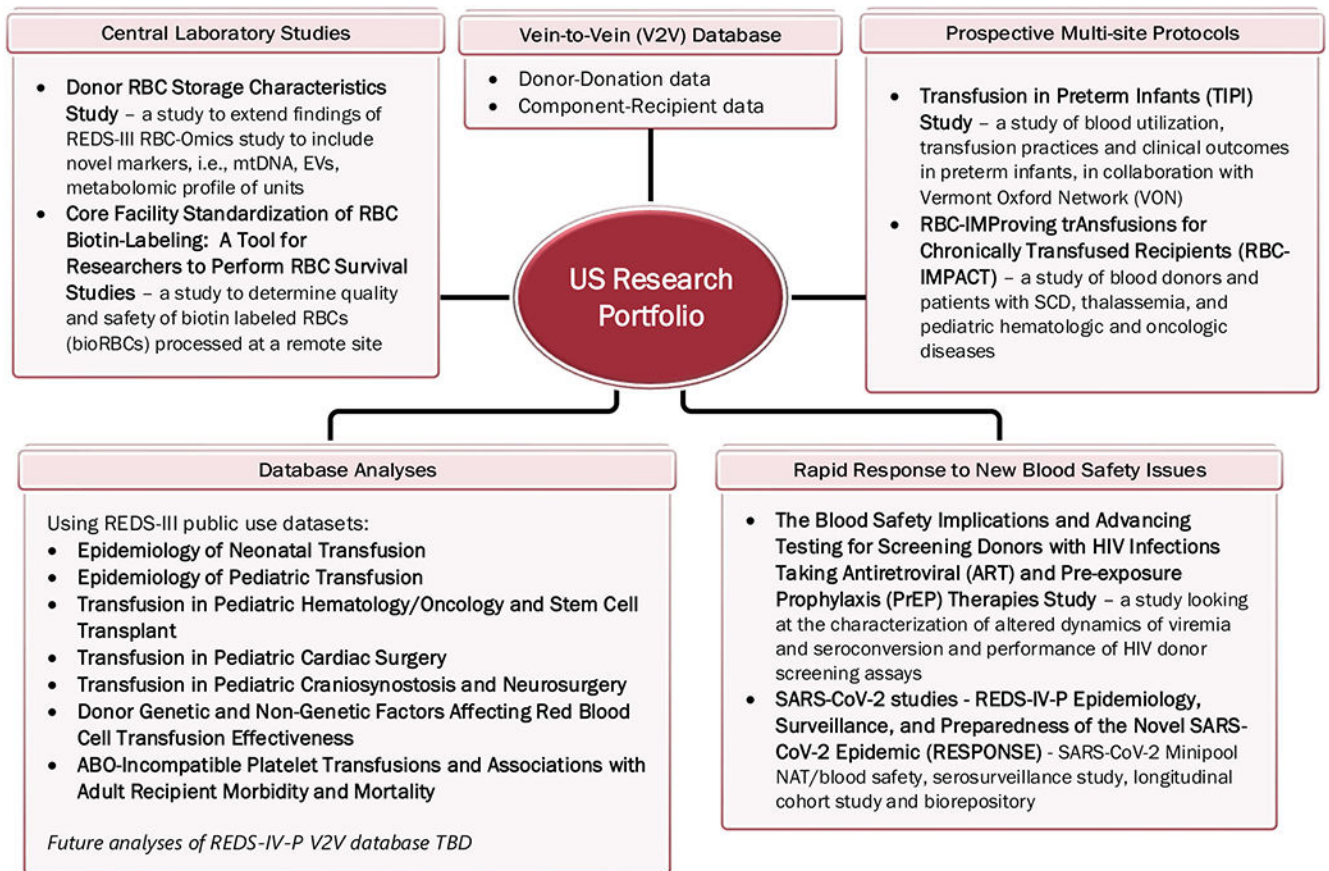 Central Laboratory Studies
• Donor RBC Storage Characteristics
Study – a study to extend findings of
REDS-III RBC-Omics study to include
novel markers, i.e., mtDNA, EVs,
metabolomic profile of units
• Core Facility Standardization of RBC
Biotin-Labeling: A Tool for
Researchers to Perform RBC Survival
Studies – a study to determine quality
and safety of biotin labeled RBCs
(bioRBCs) processed at a remote site
Vein-to-Vein (V2V) Database
• Donor-Donation data
• Component-Recipient data
Prospective Multi-site Protocols
• Transfusion in Preterm Infants (TIPI)
Study – a study of blood utilization,
transfusion practices and clinical outcomes
in preterm infants, in collaboration with
Vermont Oxford Network (VON)
• RBC-IMProving trAnsfusions for
Chronically Transfused Recipients (RBC-
IMPACT) – a study of blood donors and
patients with SCD, thalassemia, and
pediatric hematologic and oncologic
diseases
US Research
Portfolio
Database Analyses
Using REDS-III public use datasets:
• Epidemiology of Neonatal Transfusion
• Epidemiology of Pediatric Transfusion
• Transfusion in Pediatric Hematology/Oncology and Stem Cell
Transplant
• Transfusion in Pediatric Cardiac Surgery
• Transfusion in Pediatric Craniosynostosis and Neurosurgery
• Donor Genetic and Non-Genetic Factors Affecting Red Blood
Cell Transfusion Effectiveness
• ABO-Incompatible Platelet Transfusions and Associations with
Adult Recipient Morbidity and Mortality
Future analyses of REDS-IV-P V2V database TBD
Rapid Response to New Blood Safety Issues
• The Blood Safety Implications and Advancing
Testing for Screening Donors with HIV Infections
Taking Antiretroviral (ART) and Pre-exposure
Prophylaxis (PrEP) Therapies Study – a study looking
at the characterization of altered dynamics of viremia
and seroconversion and performance of HIV donor
screening assays
• SARS-CoV-2 studies - REDS-IV-P Epidemiology,
Surveillance, and Preparedness of the Novel SARS-
CoV-2 Epidemic (RESPONSE) - SARS-CoV-2 Minipool
NAT/blood safety, serosurveillance study, longitudinal
cohort study and biorepository